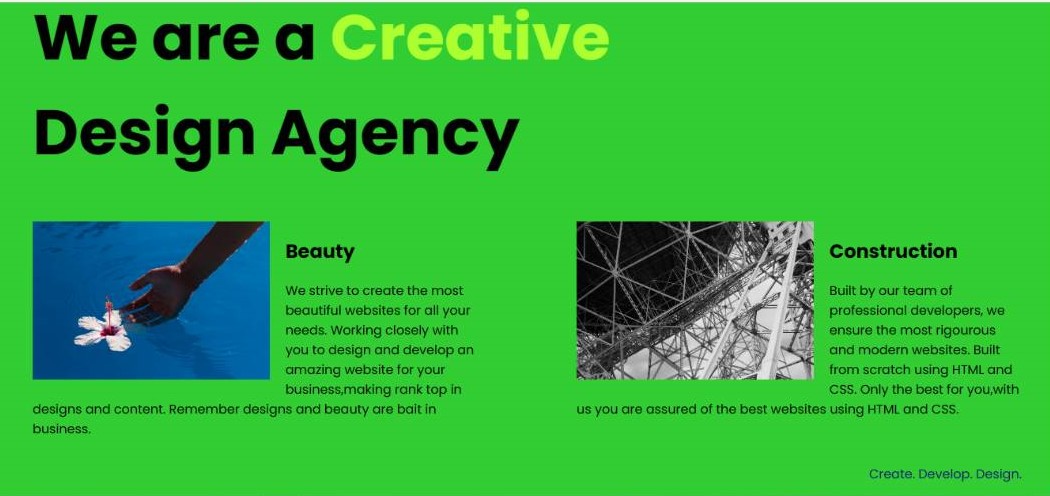 We are a Creative
Design Agency
Beauty
We strive to create the most
beautiful websites for all your
needs. Working closely with
you to design and develop an
amazing website for your
business,making rank top in
designs and content. Remember designs and beauty are bait in
business.
Construction
Built by our team of
professional developers, we
ensure the most rigourous
and modern websites. Built
from scratch using HTML and
CSS. Only the best for you,with
us you are assured of the best websites using HTML and CSS.
Create. Develop. Design.